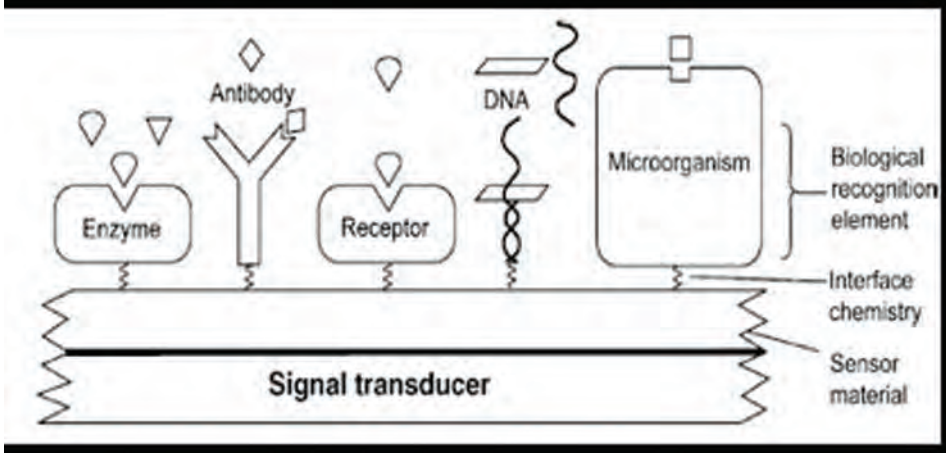 Antibody
DNA
Microorganism
Enzyme
Receptor
Biological
recognition
element
Interface
chemistry
Sensor
material
Signal transducer